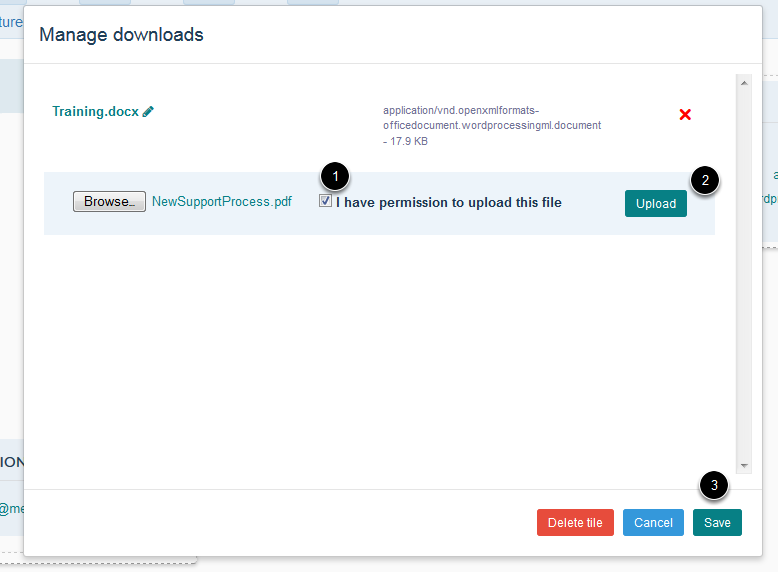 ture
Manage downloads
Training.docx
application/vnd.openxmlformats-
officedocument.wordprocessingml.document
- 17.9 KB
1
2
Browse… NewSupportProcess.pdf I have permission to upload this file Upload
a
rdpr
ION
@me
3
Delete tile Cancel Save